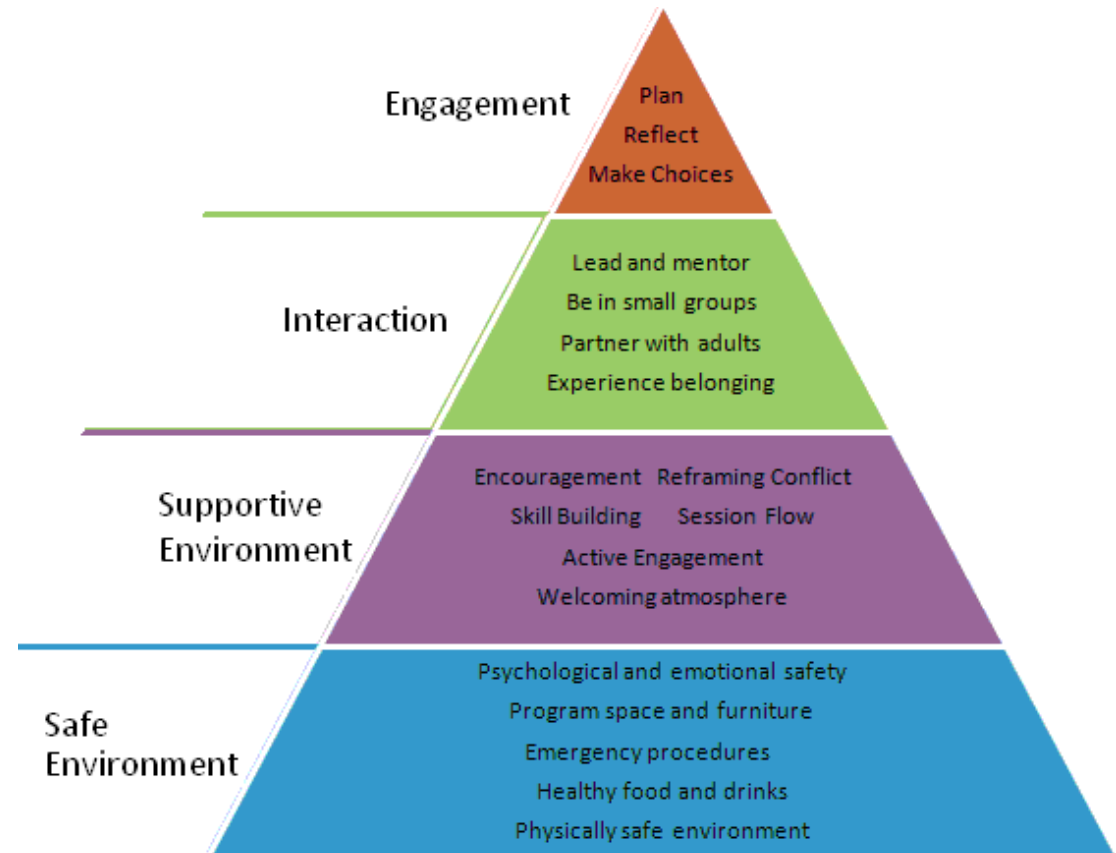 Engagement
Plan
Reflect
Make Choices
Interaction
Lead and mentor
Be in small groups
Partner with adults
Experience belonging
Supportive
Environment
Encouragement Reframing Conflict
Skill Building Session Flow
Active Engagement
Welcoming atmosphere
Safe
Environment
Psychological and emotional safety
Program space and furniture
Emergency procedures
Healthy food and drinks
Physically safe environment